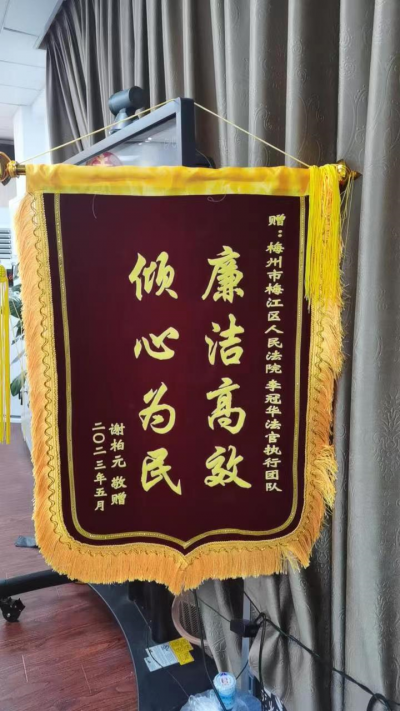 赠：梅州市梅江区人民法院 李冠华法官执行团队
廉洁高效
倾心为民
谢柏元 敬赠
二〇二三年五月